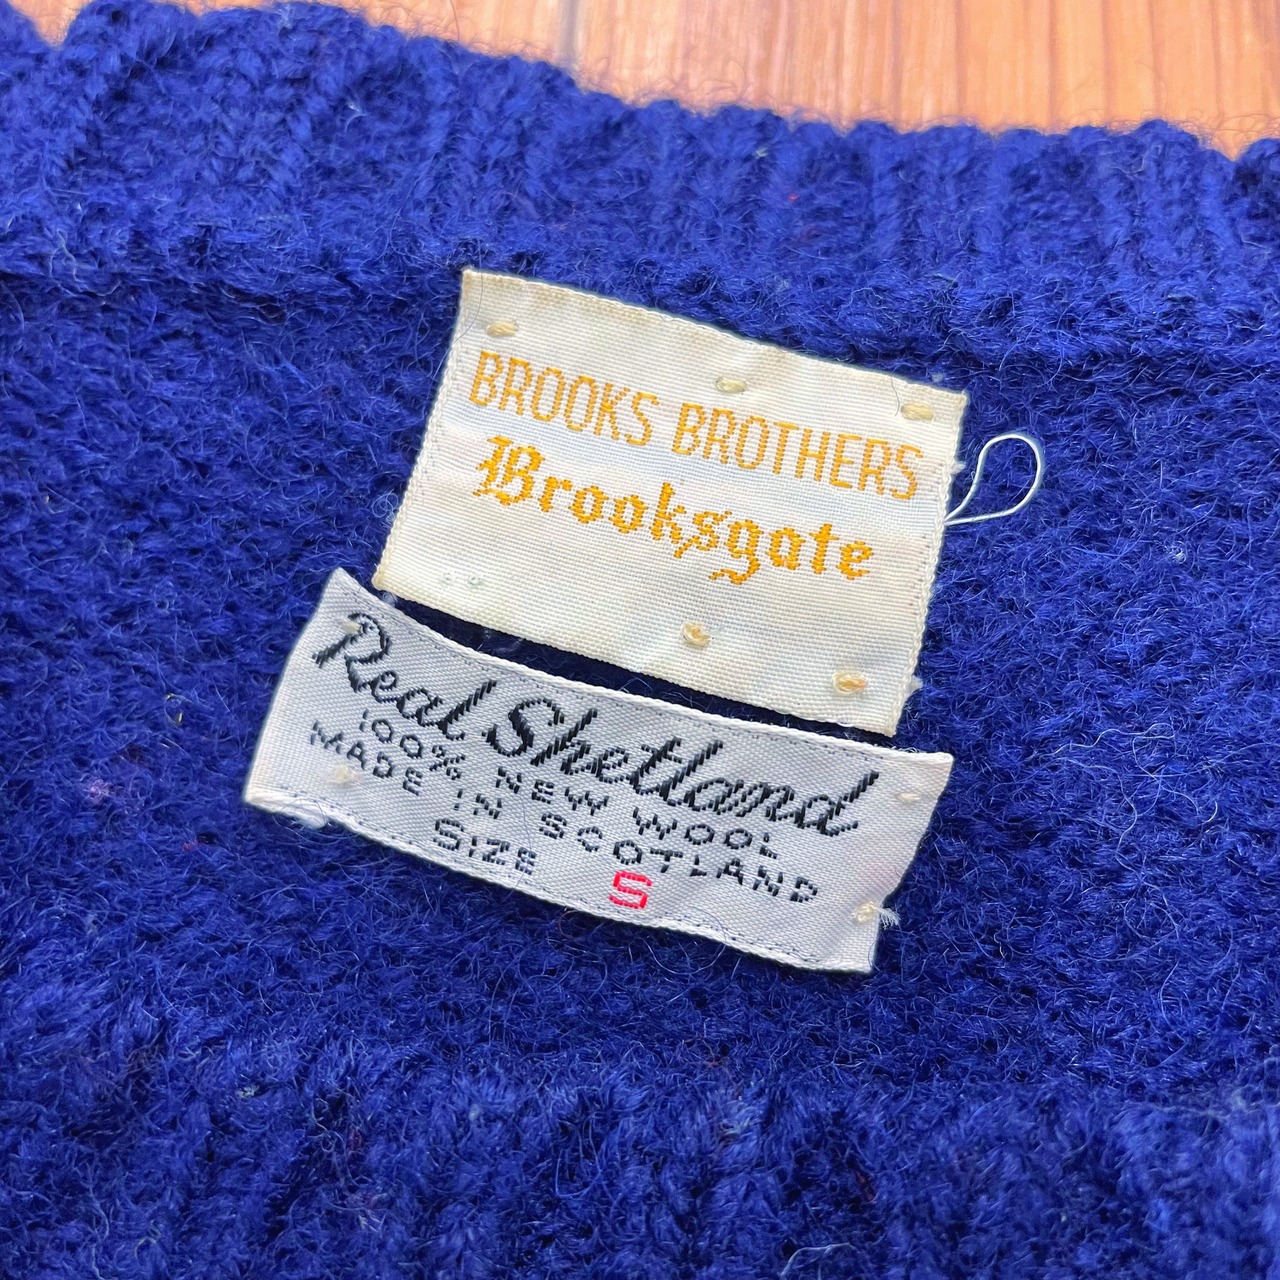 BROOKS BROTHERS
Brooksgate
Real Shetland
100% NEW WOOL
MADE IN SCOTLAND
SIZE S